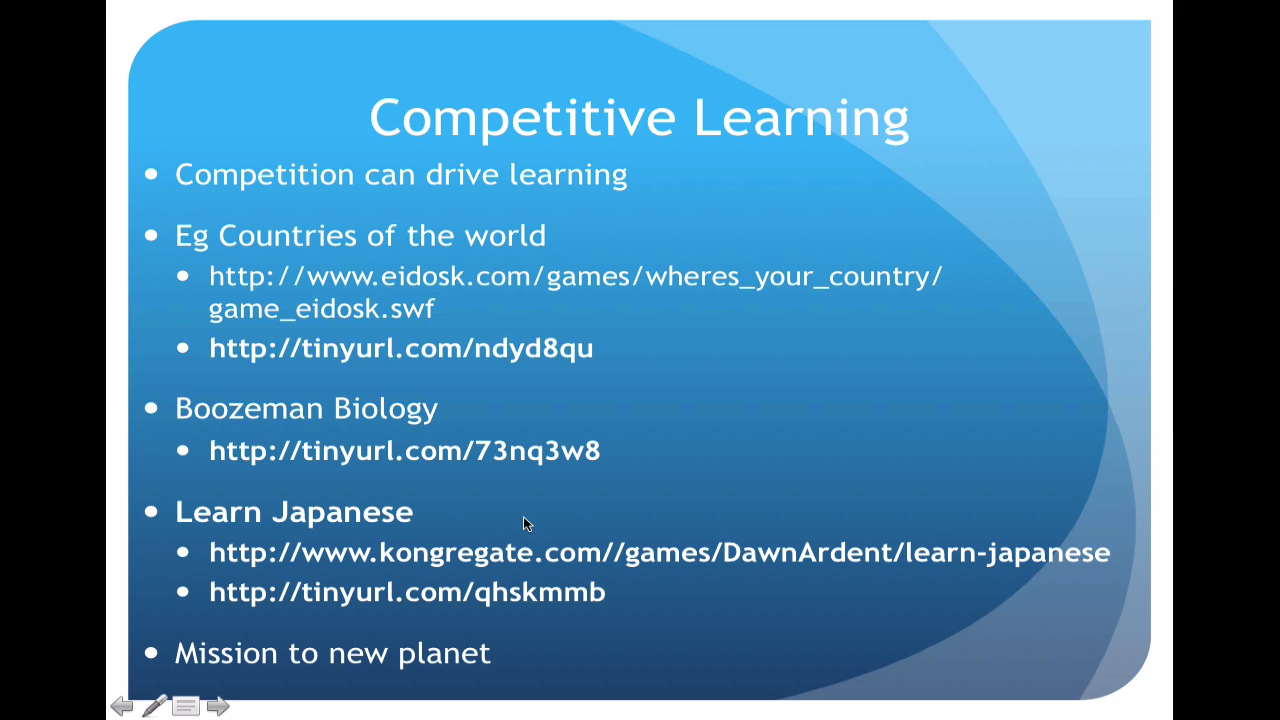 Competitive Learning
• Competition can drive learning
• Eg Countries of the world
• http://www.eidosk.com/games/wheres_your_country/
game_eidosk.swf
• http://tinyurl.com/ndyd8qu
• Boozeman Biology
• http://tinyurl.com/73nq3w8
• Learn Japanese
• http://www.kongregate.com//games/DawnArdent/learn-japanese
• http://tinyurl.com/qhskmmb
• Mission to new planet